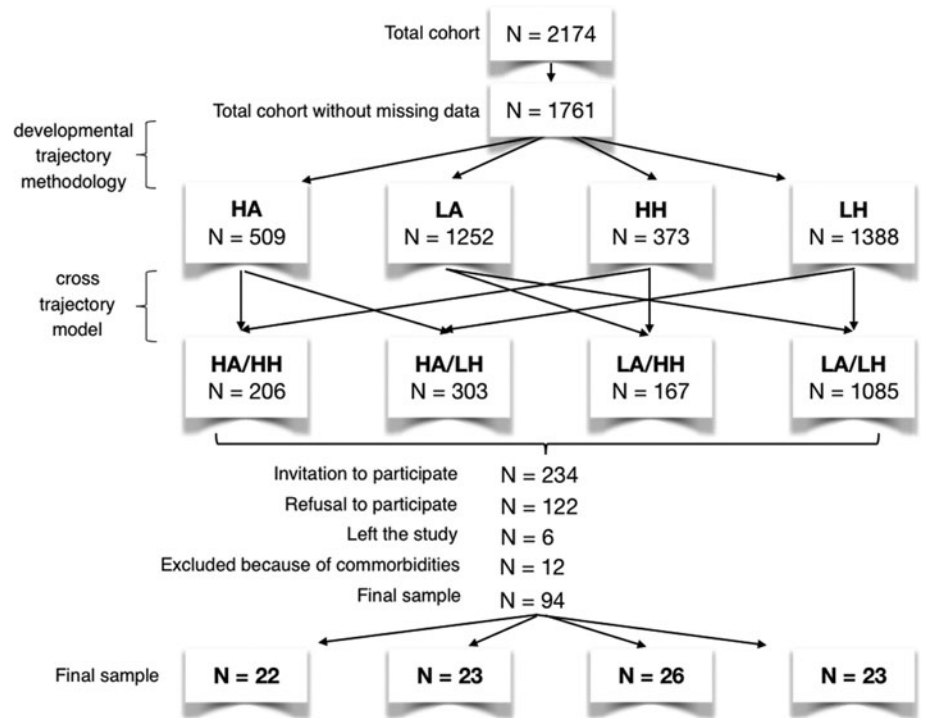 Total cohort N = 2174
Total cohort without missing data N = 1761
developmental
trajectory
methodology
HA LA HH LH
N = 509 N = 1252 N = 373 N = 1388
cross
trajectory
model
HA/HH HA/LH LA/HH LA/LH
N = 206 N = 303 N = 167 N = 1085
Invitation to participate N = 234
Refusal to participate N = 122
Left the study N = 6
Excluded because of commorbidities N = 12
Final sample N = 94
Final sample N = 22 N = 23 N = 26 N = 23